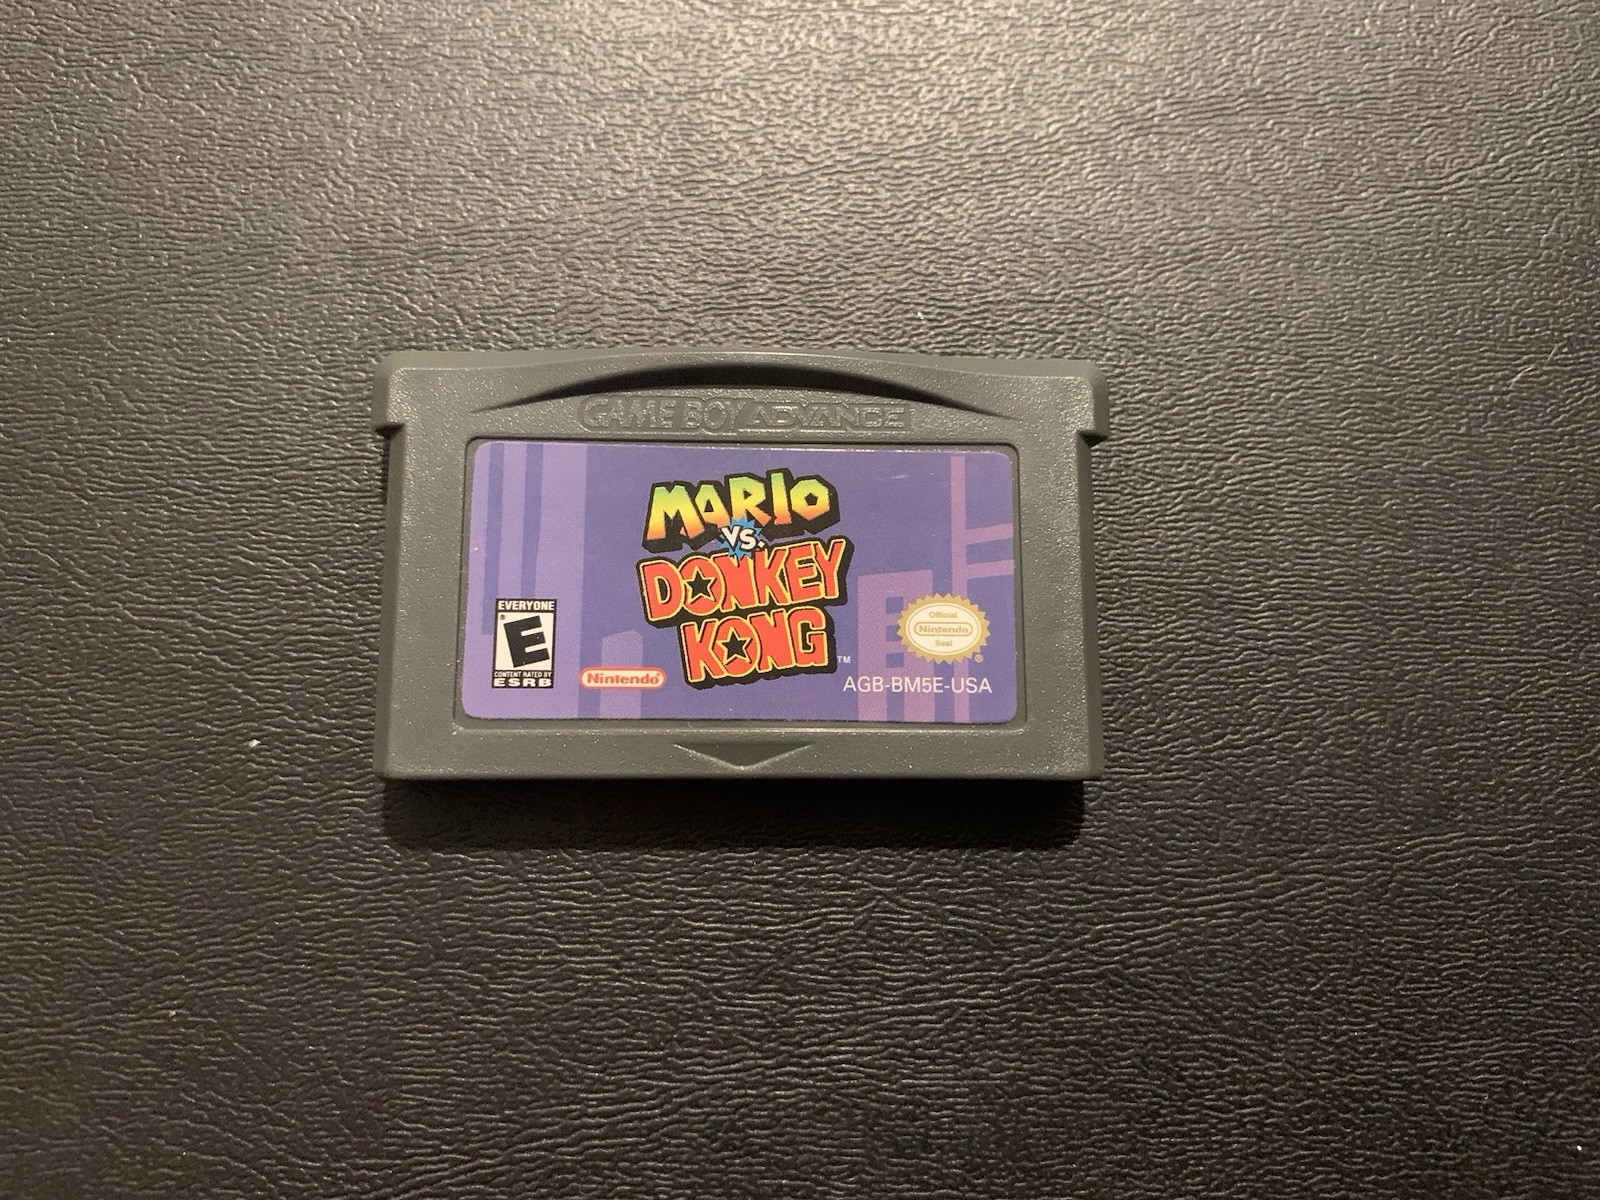 GAME BOY ADVANCE
MARIO
VS.
DONKEY
KONG
TM
EVERYONE
E
CONTENT RATED BY
ESRB
Nintendo®
Official
Nintendo
Seal
®
AGB-BM5E-USA